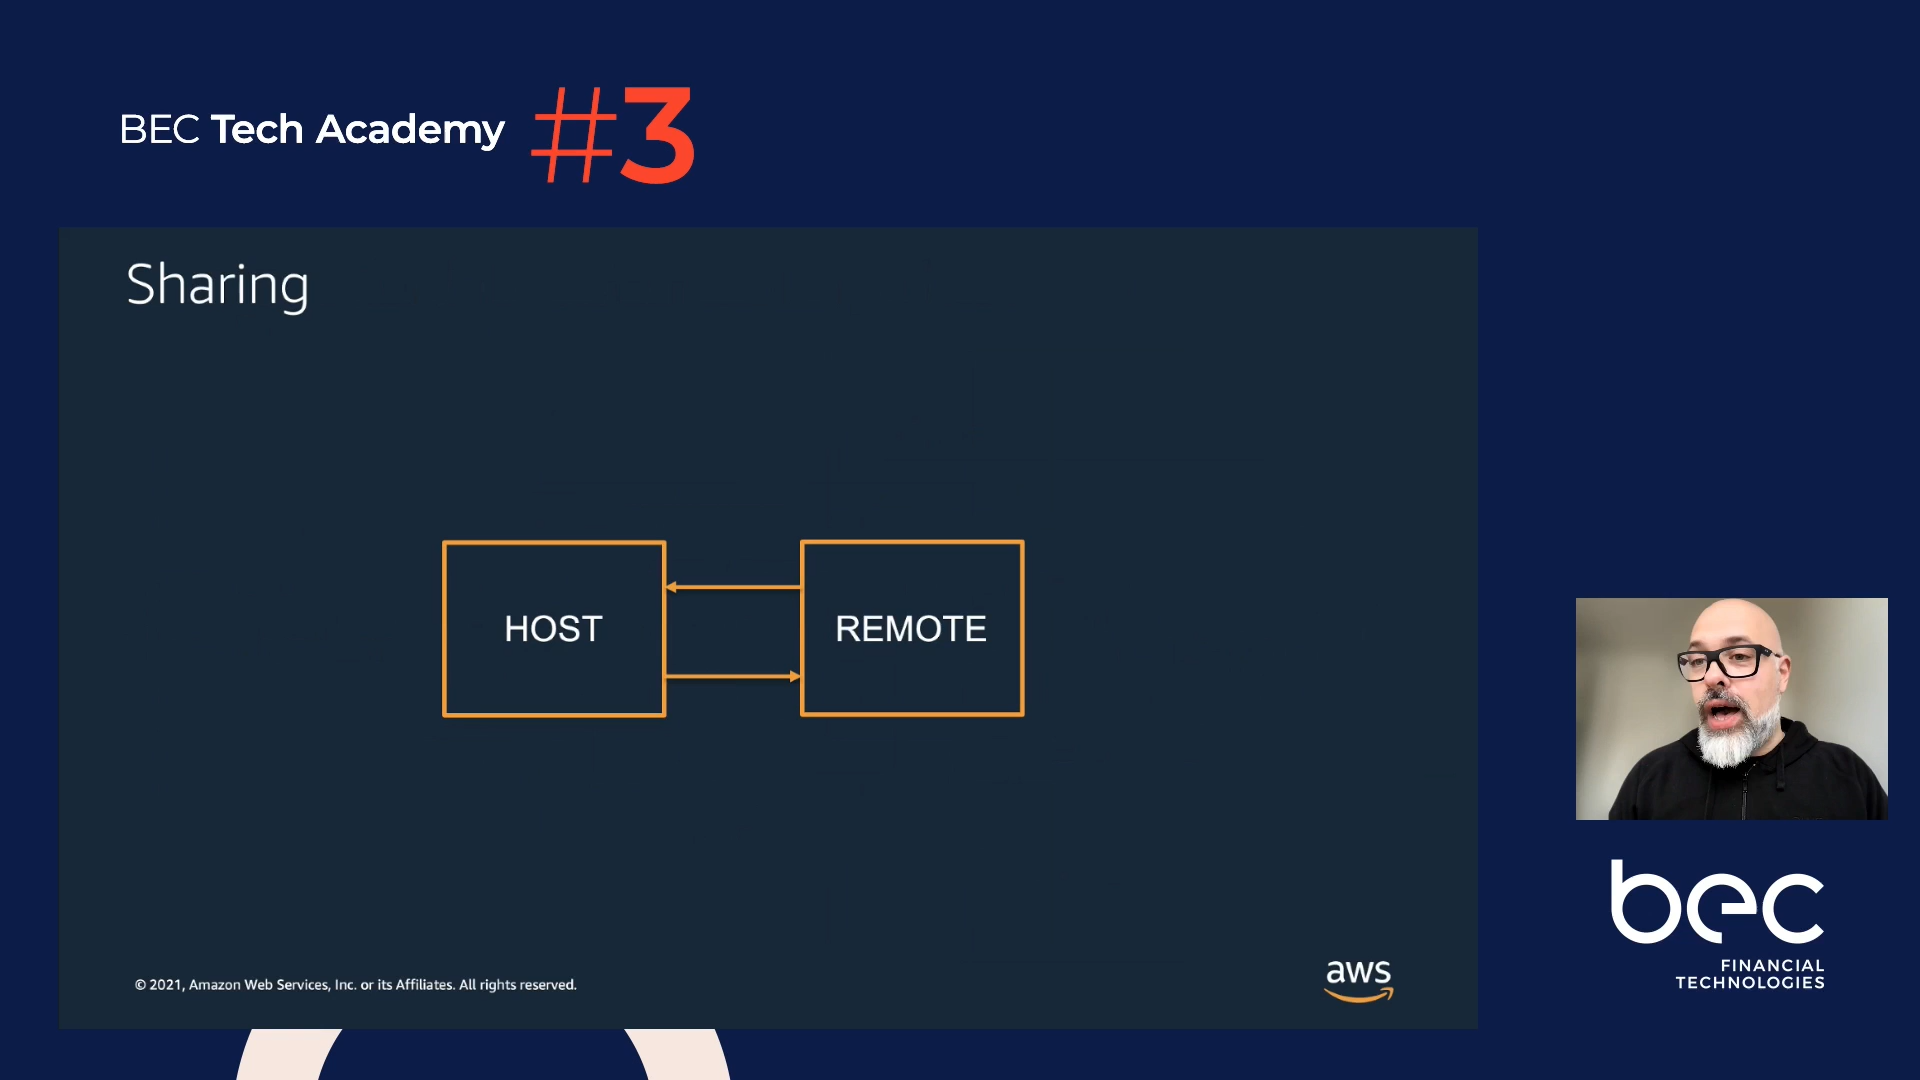 BEC Tech Academy #3
Sharing
HOST
REMOTE
© 2021, Amazon Web Services, Inc. or its Affiliates. All rights reserved.
aws
bec
FINANCIAL
TECHNOLOGIES